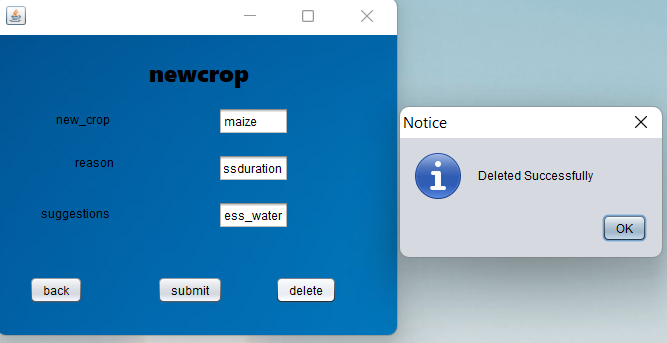 newcrop
new_crop
maize
reason
ssduration
suggestions
ess_water
back
submit
delete
Notice
Deleted Successfully
OK